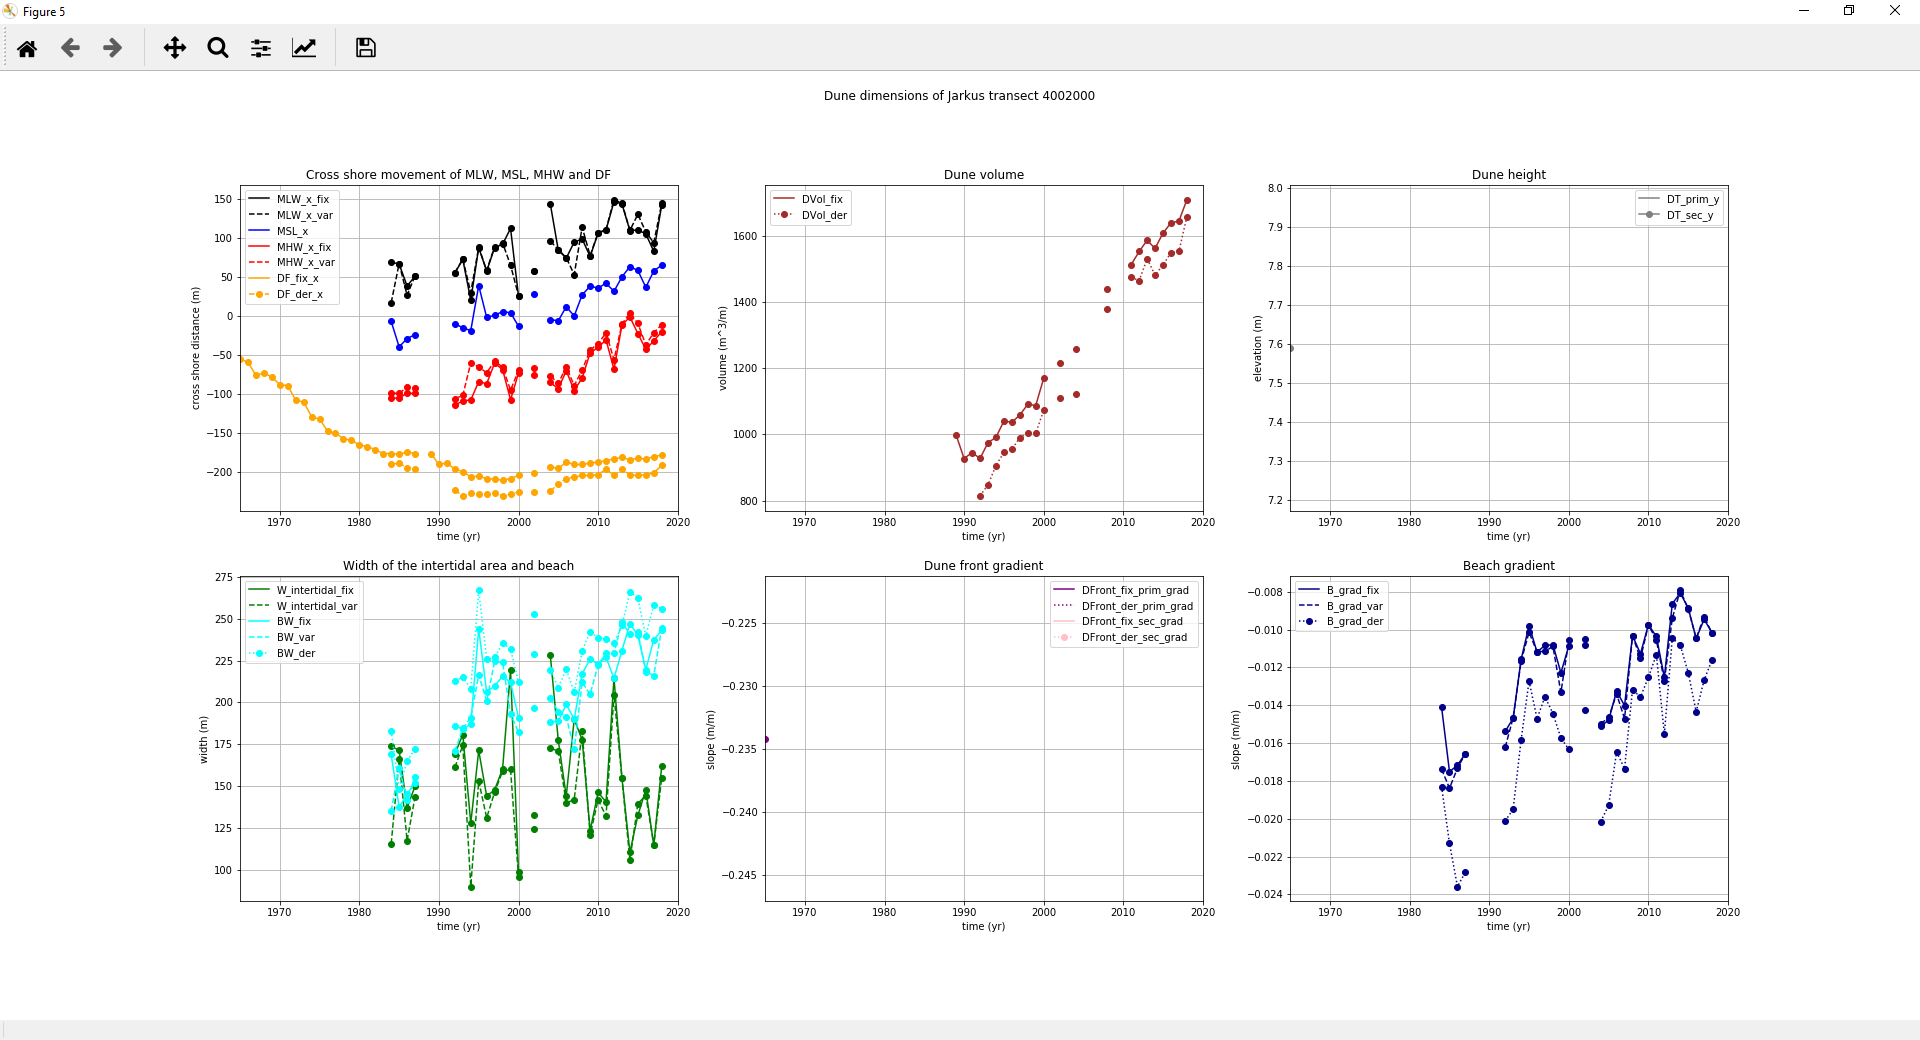 Figure 5
Dune dimensions of Jarkus transect 4002000
Cross shore movement of MLW, MSL, MHW and DF
cross shore distance (m)
150
100
50
0
−50
−100
−150
−200
MLW_x_fix
MLW_x_var
MSL_x
MHW_x_fix
MHW_x_var
DF_fix_x
DF_der_x
1970 1980 1990 2000 2010 2020
time (yr)
Dune volume
volume (m^3/m)
1600
1400
1200
1000
800
DVol_fix
DVol_der
1970 1980 1990 2000 2010 2020
time (yr)
Dune height
elevation (m)
8.0
7.9
7.8
7.7
7.6
7.5
7.4
7.3
7.2
DT_prim_y
DT_sec_y
1970 1980 1990 2000 2010 2020
time (yr)
Width of the intertidal area and beach
width (m)
275
250
225
200
175
150
125
100
W_intertidal_fix
W_intertidal_var
BW_fix
BW_var
BW_der
1970 1980 1990 2000 2010 2020
time (yr)
Dune front gradient
slope (m/m)
−0.225
−0.230
−0.235
−0.240
−0.245
DFront_fix_prim_grad
DFront_der_prim_grad
DFront_fix_sec_grad
DFront_der_sec_grad
1970 1980 1990 2000 2010 2020
time (yr)
Beach gradient
slope (m/m)
−0.008
−0.010
−0.012
−0.014
−0.016
−0.018
−0.020
−0.022
−0.024
B_grad_fix
B_grad_var
B_grad_der
1970 1980 1990 2000 2010 2020
time (yr)